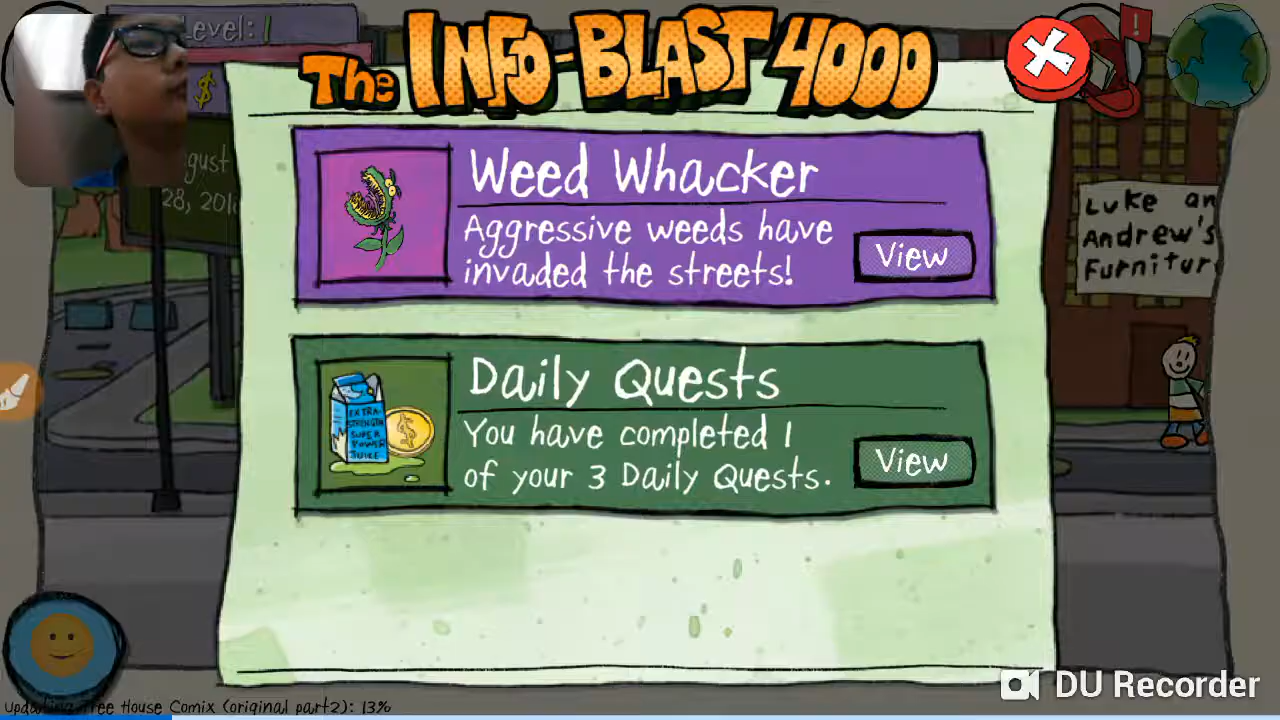 Level: 1
The INFO-BLAST 4000
Weed Whacker
Aggressive weeds have
invaded the streets!
View
Daily Quests
You have completed 1
of your 3 Daily Quests.
View
EXTRA-
STRENGTH
SUPER
POWER
JUICE
$
$
!
28, 201
Luke an
Andrew's
Furnitur
DU Recorder
Updating Tree House Comix (original part2): 13%